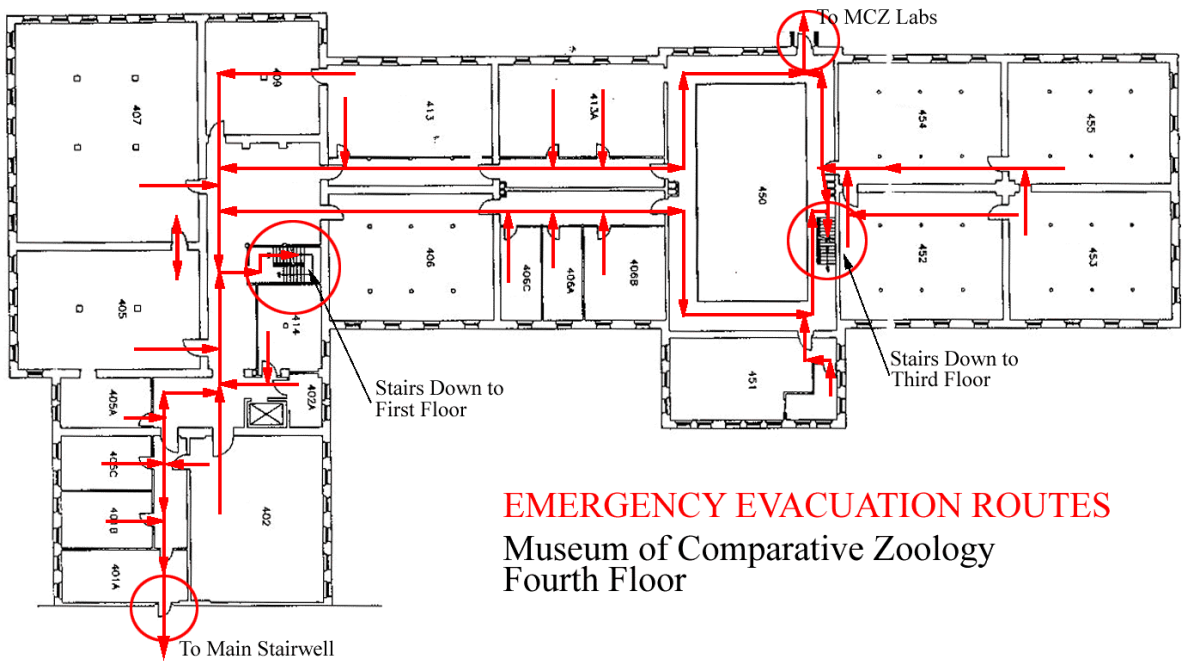 To MCZ Labs
409
407
413
413A
454
455
450
406
406C
406A
406B
452
453
405
414
Stairs Down to
First Floor
Stairs Down to
Third Floor
451
405A
402A
405C
402
401A
EMERGENCY EVACUATION ROUTES
Museum of Comparative Zoology
Fourth Floor
To Main Stairwell